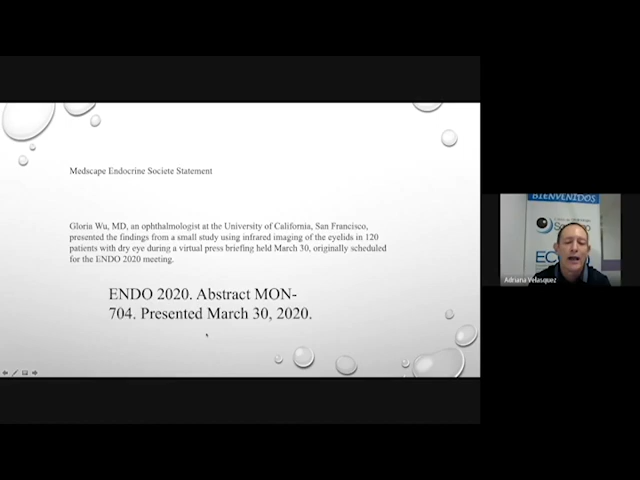 Medscape Endocrine Societe Statement
Gloria Wu, MD, an ophthalmologist at the University of California, San Francisco,
presented the findings from a small study using infrared imaging of the eyelids in 120
patients with dry eye during a virtual press briefing held March 30, originally scheduled
for the ENDO 2020 meeting.
ENDO 2020. Abstract MON-
704. Presented March 30, 2020.
BIENVENIDOS
Adriana Velasquez